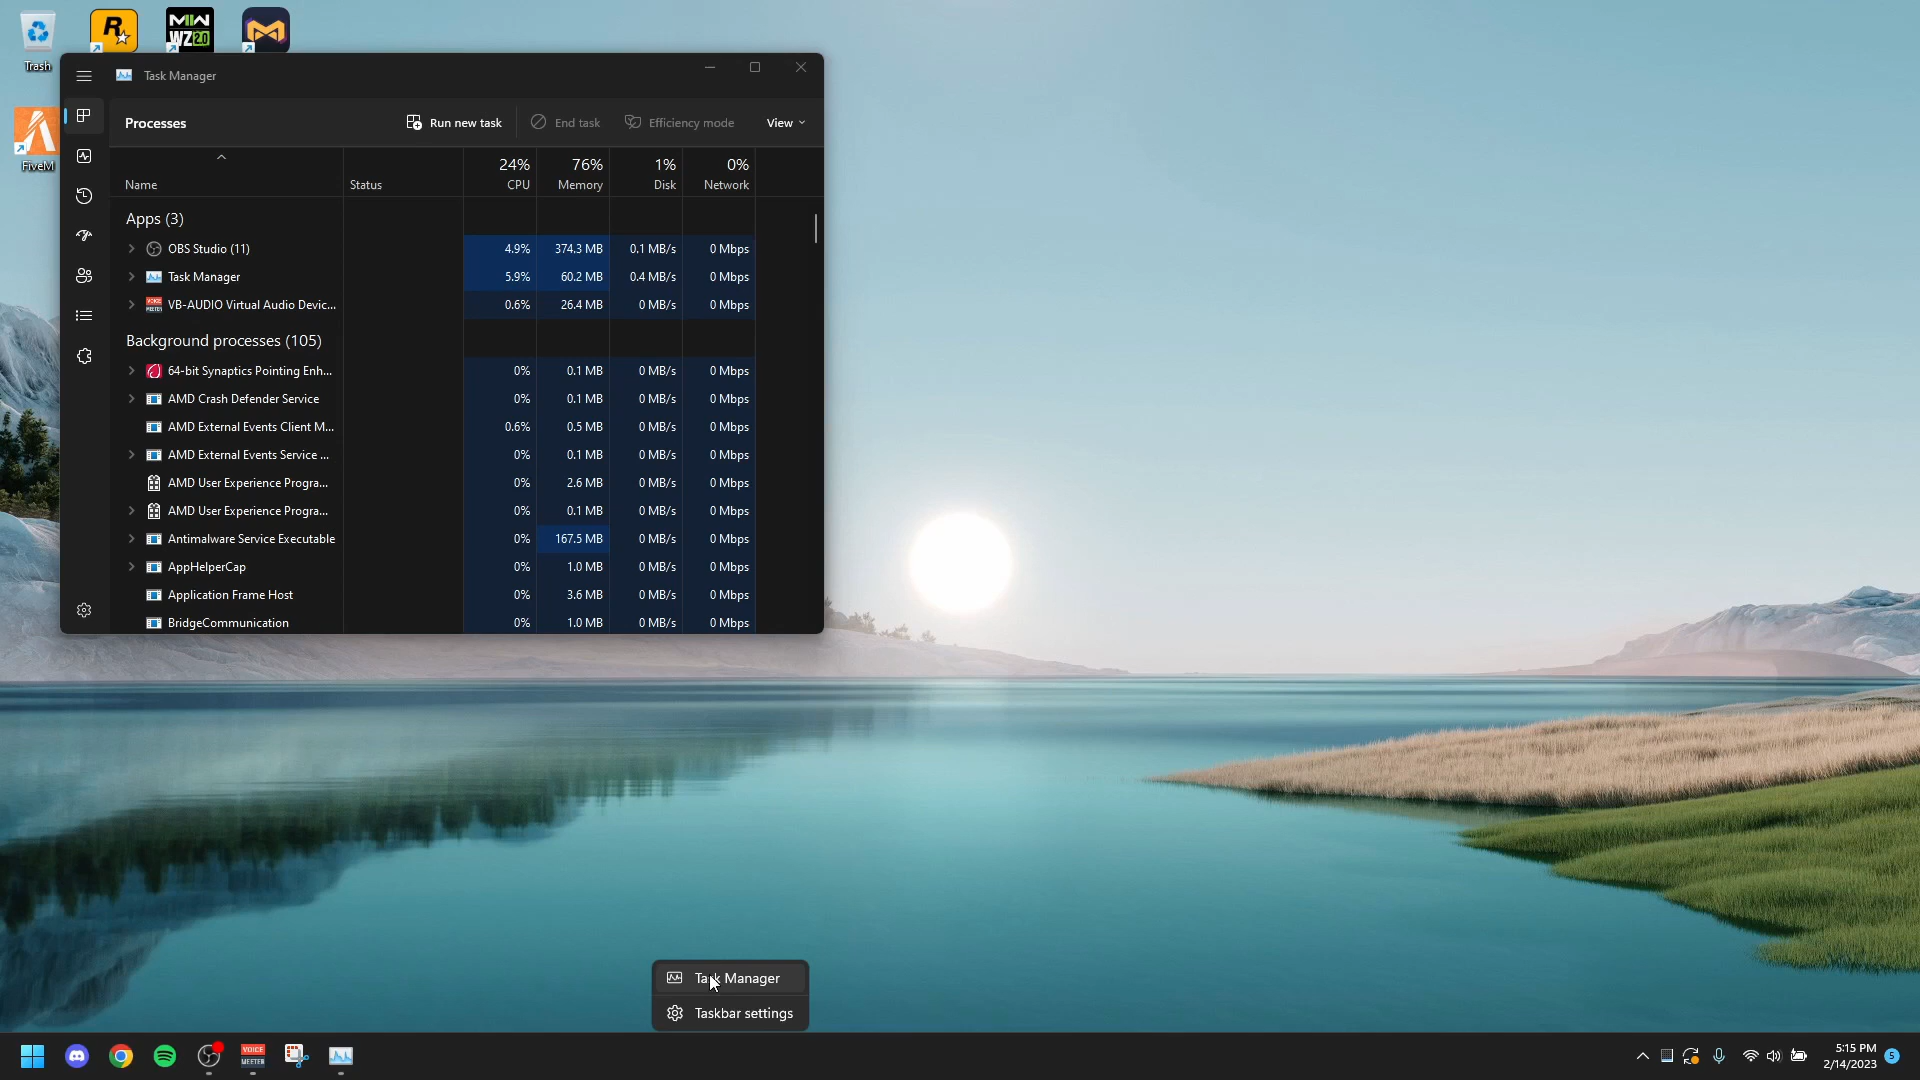 R
MW
WZ 2.0
Trash
FiveM
Task Manager
Processes
Run new task
End task
Efficiency mode
View
24% 76% 1% 0%
Name Status CPU Memory Disk Network
Apps (3)
OBS Studio (11) 4.9% 374.3 MB 0.1 MB/s 0 Mbps
Task Manager 5.9% 60.2 MB 0.4 MB/s 0 Mbps
VB-AUDIO Virtual Audio Devic... 0.6% 26.4 MB 0 MB/s 0 Mbps
Background processes (105)
64-bit Synaptics Pointing Enh... 0% 0.1 MB 0 MB/s 0 Mbps
AMD Crash Defender Service 0% 0.1 MB 0 MB/s 0 Mbps
AMD External Events Client M... 0.6% 0.5 MB 0 MB/s 0 Mbps
AMD External Events Service ... 0% 0.1 MB 0 MB/s 0 Mbps
AMD User Experience Progra... 0% 2.6 MB 0 MB/s 0 Mbps
AMD User Experience Progra... 0% 0.1 MB 0 MB/s 0 Mbps
Antimalware Service Executable 0% 167.5 MB 0 MB/s 0 Mbps
AppHelperCap 0% 1.0 MB 0 MB/s 0 Mbps
Application Frame Host 0% 3.6 MB 0 MB/s 0 Mbps
BridgeCommunication 0% 1.0 MB 0 MB/s 0 Mbps
Task Manager
Taskbar settings
VOICE
MEETER
5:15 PM
2/14/2023
5